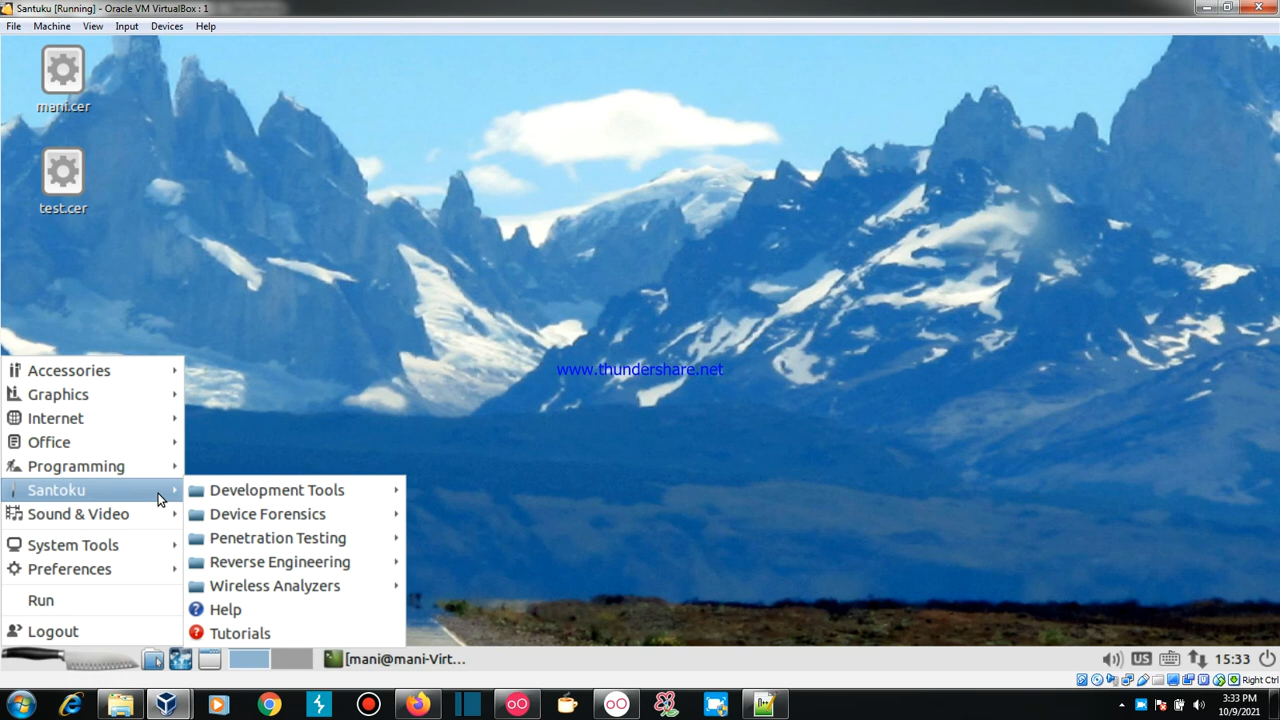 Santuku [Running] - Oracle VM VirtualBox : 1
File Machine View Input Devices Help
mani.cer
test.cer
www.thundershare.net
Accessories
Graphics
Internet
Office
Programming
Santoku
Sound & Video
System Tools
Preferences
Run
Logout
Development Tools
Device Forensics
Penetration Testing
Reverse Engineering
Wireless Analyzers
Help
Tutorials
[mani@mani-Virt...
US
15:33
Right Ctrl
3:33 PM
10/9/2021